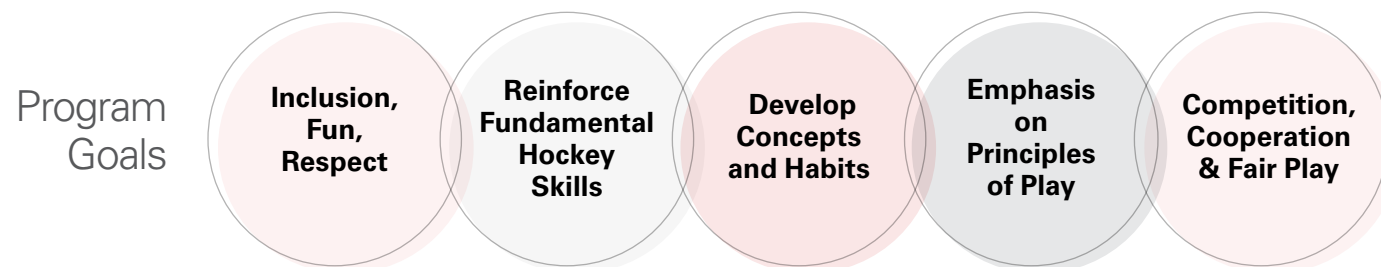 Program
Goals
Inclusion,
Fun,
Respect
Reinforce
Fundamental
Hockey
Skills
Develop
Concepts
and Habits
Emphasis
on
Principles
of Play
Competition,
Cooperation
& Fair Play